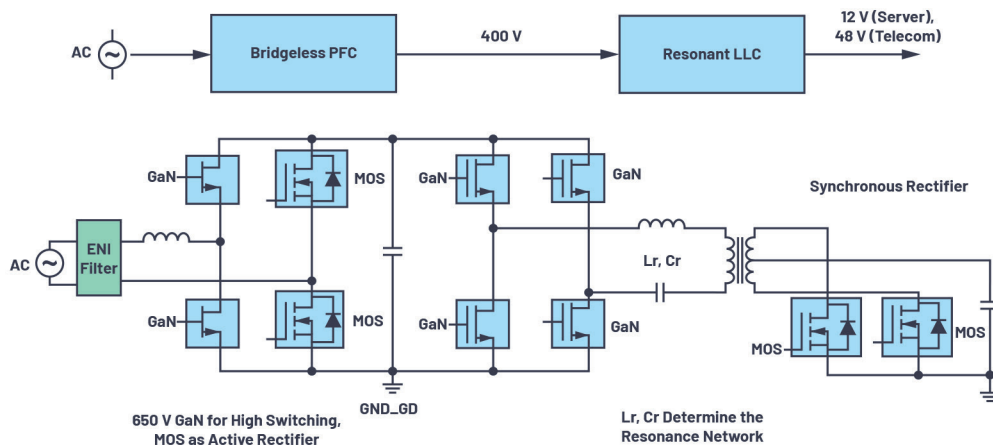 12 V (Server),
48 V (Telecom)
AC
Bridgeless PFC
400 V
Resonant LLC
GaN
MOS
GaN
GaN
Synchronous Rectifier
AC
ENI
Filter
Lr, Cr
GaN
MOS
GaN
GaN
MOS
MOS
GND_GD
650 V GaN for High Switching,
MOS as Active Rectifier
Lr, Cr Determine the
Resonance Network